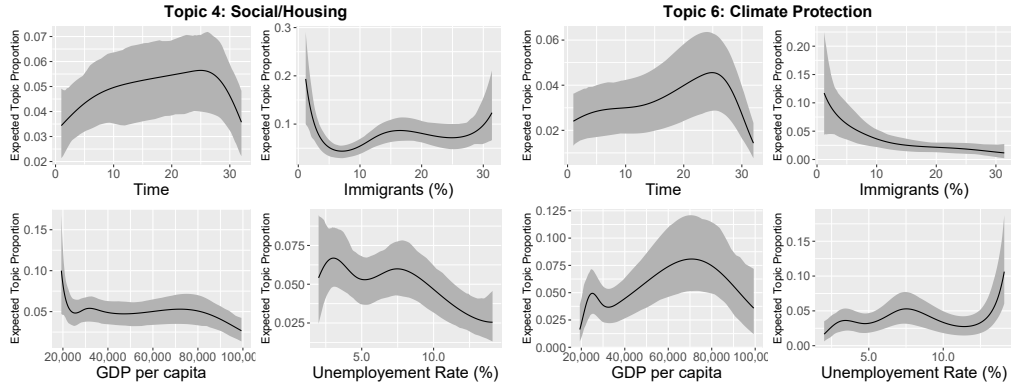 Topic 4: Social/Housing
Topic 6: Climate Protection
Expected Topic Proportion
0.07
0.06
0.05
0.04
0.03
0.02
0 10 20 30
Time
Expected Topic Proportion
0.3
0.2
0.1
0 10 20 30
Immigrants (%)
Expected Topic Proportion
0.06
0.04
0.02
0 10 20 30
Time
Expected Topic Proportion
0.20
0.15
0.10
0.05
0.00
0 10 20 30
Immigrants (%)
Expected Topic Proportion
0.15
0.10
0.05
20,000 40,000 60,000 80,000 100,00
GDP per capita
Expected Topic Proportion
0.075
0.050
0.025
5.0 10.0
Unemployement Rate (%)
Expected Topic Proportion
0.125
0.100
0.075
0.050
0.025
0.000
20,000 40,000 60,000 80,000 100,00
GDP per capita
Expected Topic Proportion
0.15
0.10
0.05
0.00
5.0 10.0
Unemployement Rate (%)